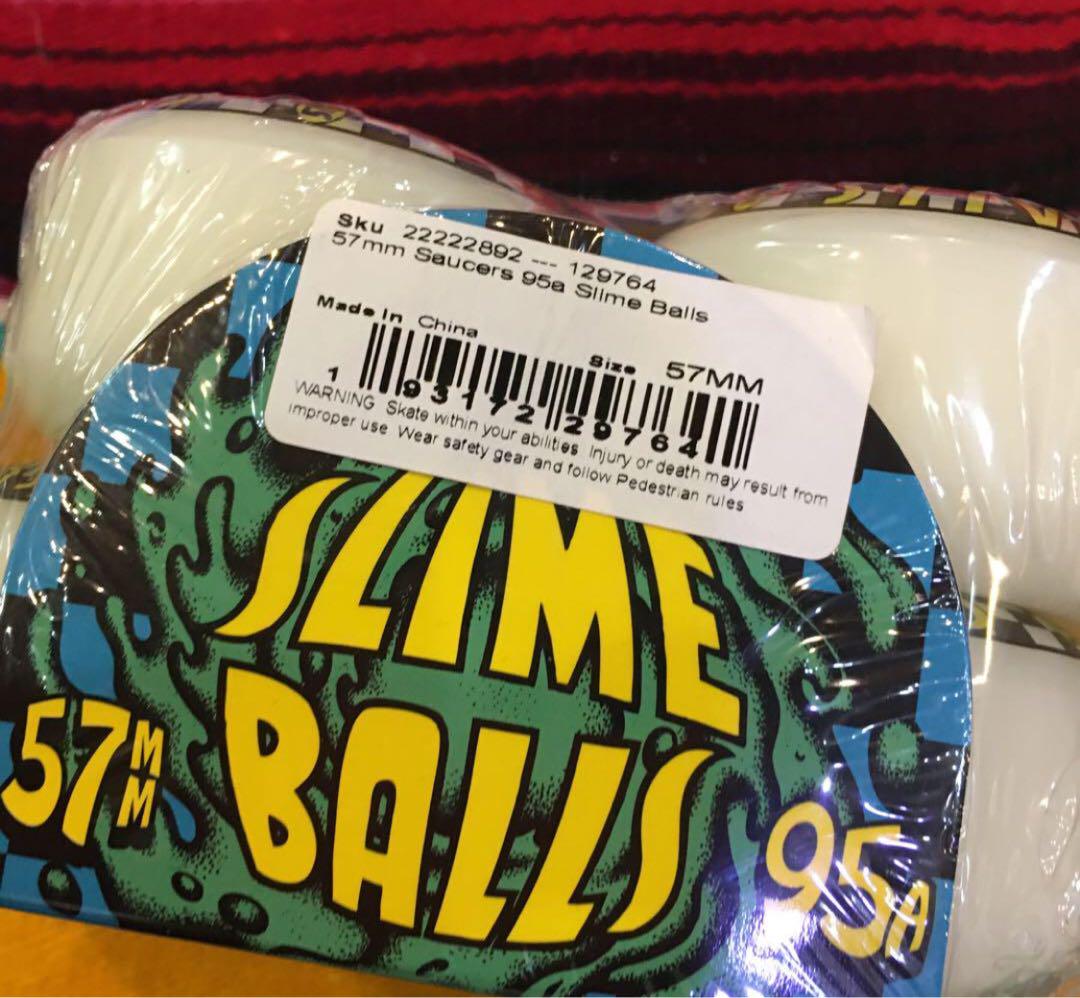 Sku 22222892 --- 129764
57mm Saucers 95a Slime Balls
Made In China
Size 57MM
1 93172 29764
WARNING Skate within your abilities Injury or death may result from
improper use Wear safety gear and follow Pedestrian rules
SLIME
BALLS
57MM
95A